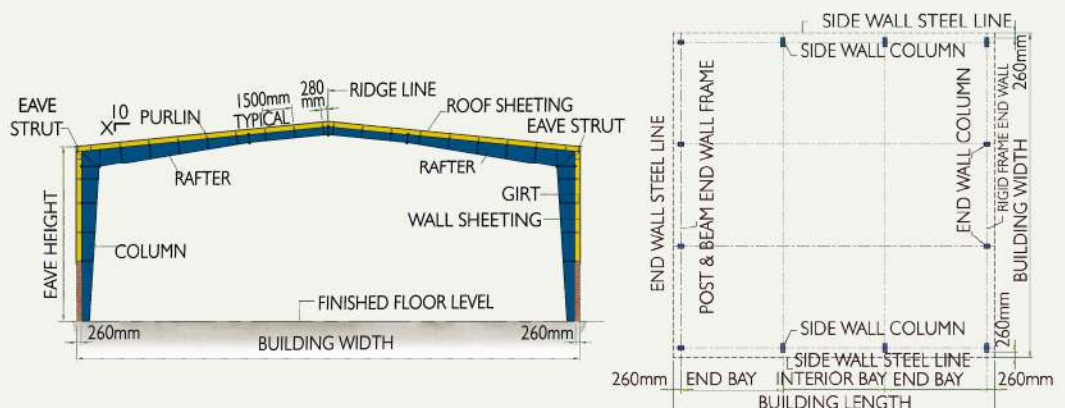 EAVE
STRUT
10
X
PURLIN
1500mm
TYPICAL
280
mm
RIDGE LINE
ROOF SHEETING
EAVE STRUT
RAFTER
RAFTER
GIRT
WALL SHEETING
COLUMN
EAVE HEIGHT
FINISHED FLOOR LEVEL
260mm
260mm
BUILDING WIDTH
SIDE WALL STEEL LINE
SIDE WALL COLUMN
260mm
END WALL STEEL LINE
POST & BEAM END WALL FRAME
END WALL COLUMN
RIGID FRAME END WALL
BUILDING WIDTH
260mm
SIDE WALL COLUMN
SIDE WALL STEEL LINE
260mm
END BAY
INTERIOR BAY
END BAY
260mm
BUILDING LENGTH